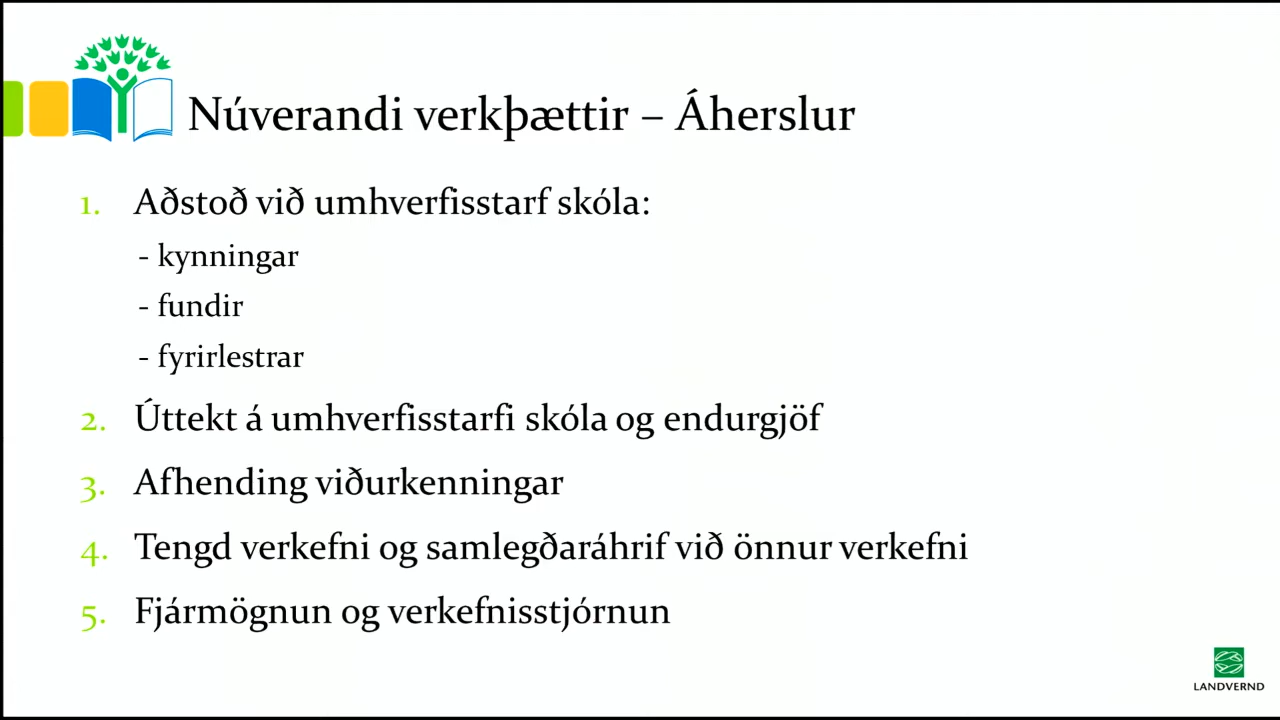 Núverandi verkþættir – Áherslur
1. Aðstoð við umhverfisstarf skóla:
- kynningar
- fundir
- fyrirlestrar
2. Úttekt á umhverfisstarfi skóla og endurgjöf
3. Afhending viðurkenningar
4. Tengd verkefni og samlegðaráhrif við önnur verkefni
5. Fjármögnun og verkefnisstjórnun
LANDVERND